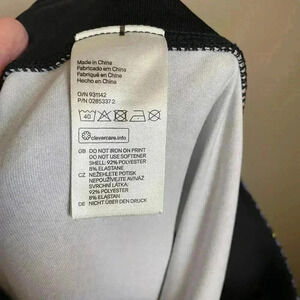 Made in China
Fabricado em China
Fabriqué en Chine
Hecho en China
O/N 931142
P/N 02853372
40
clevercare.info
GB DO NOT IRON ON PRINT
DO NOT USE SOFTENER
SHELL: 92% POLYESTER
8% ELASTANE
CZ NEŽEHLETE POTISK
NEPOUŽÍVEJTE AVIVÁŽ
SVRCHNÍ LÁTKA:
92% POLYESTER
8% ELASTAN
DE NICHT ÜBER DEN DRUCK